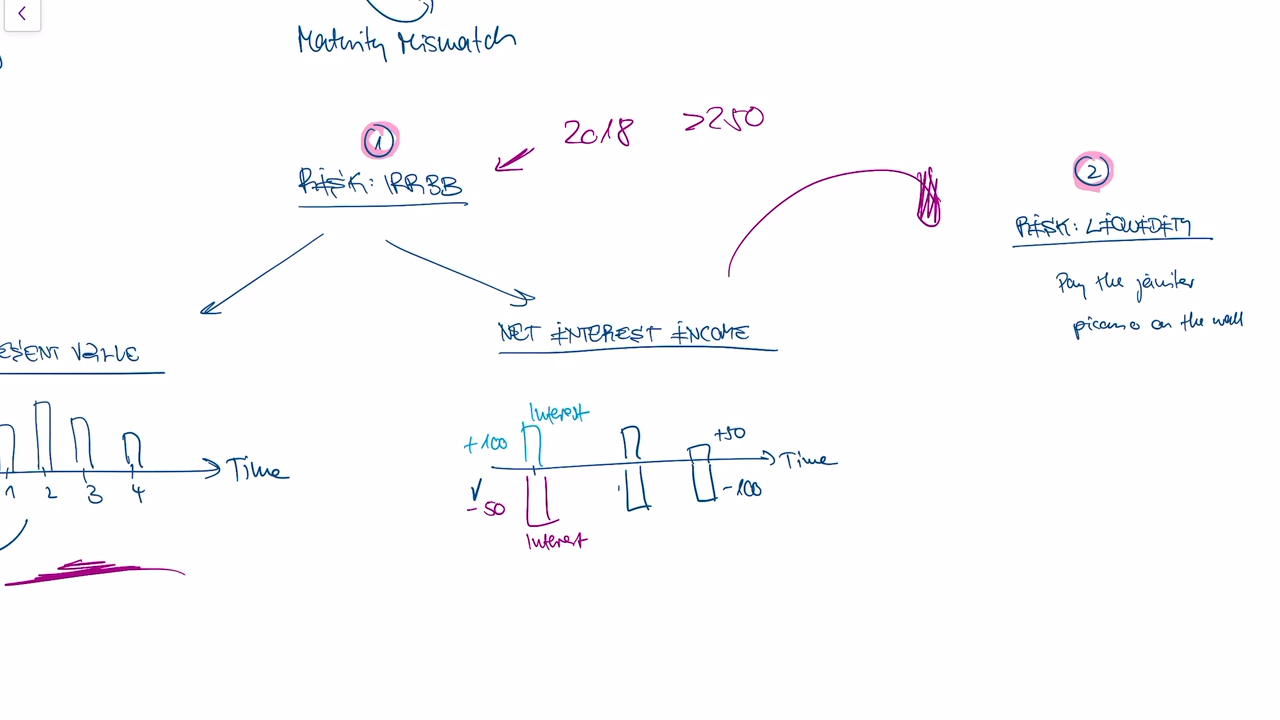 Maturity Mismatch
1
RISK: IRRBB
2018 >250
2
RISK: LIQUIDITY
Pay the janitor
picasso on the wall
ESENT VALUE
1 2 3 4
Time
NET INTEREST INCOME
Interest
+100
-50
Interest
+50
-100
Time